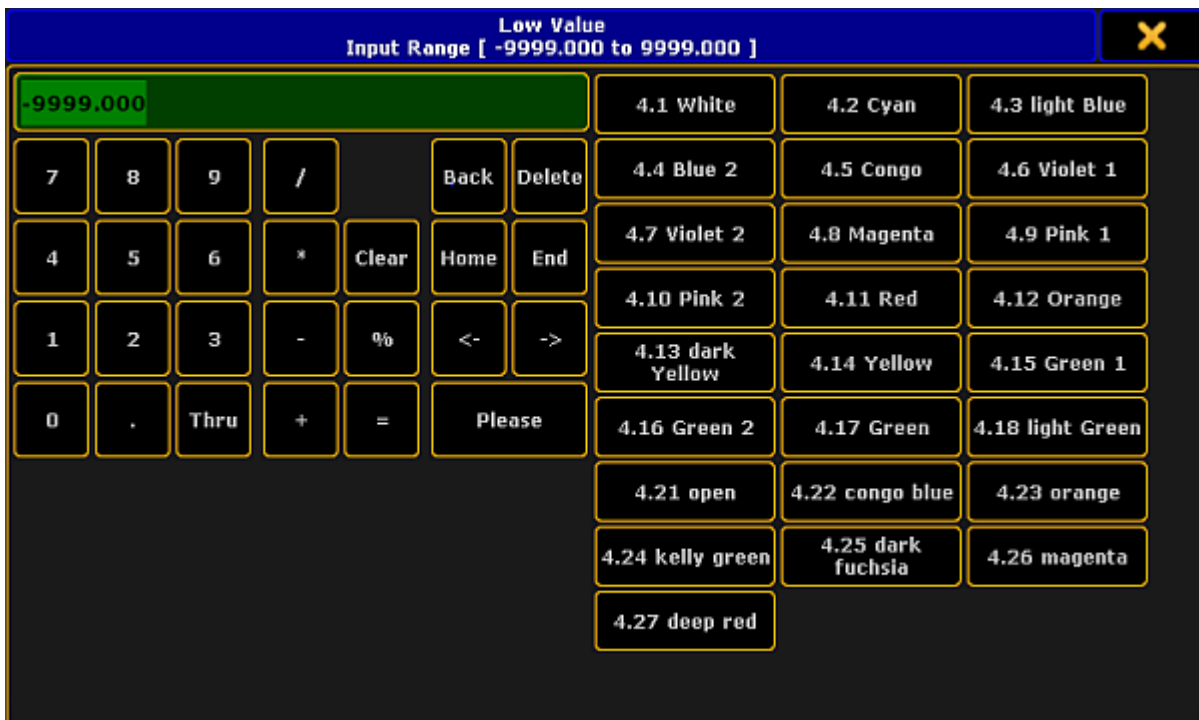 Low Value
Input Range [ -9999.000 to 9999.000 ]
-9999.000
7 8 9 / Back Delete
4 5 6 * Clear Home End
1 2 3 - % <- ->
0 . Thru + = Please
4.1 White 4.2 Cyan 4.3 light Blue
4.4 Blue 2 4.5 Congo 4.6 Violet 1
4.7 Violet 2 4.8 Magenta 4.9 Pink 1
4.10 Pink 2 4.11 Red 4.12 Orange
4.13 dark
Yellow
4.14 Yellow 4.15 Green 1
4.16 Green 2 4.17 Green 4.18 light Green
4.21 open 4.22 congo blue 4.23 orange
4.24 kelly green
4.25 dark
fuchsia
4.26 magenta
4.27 deep red